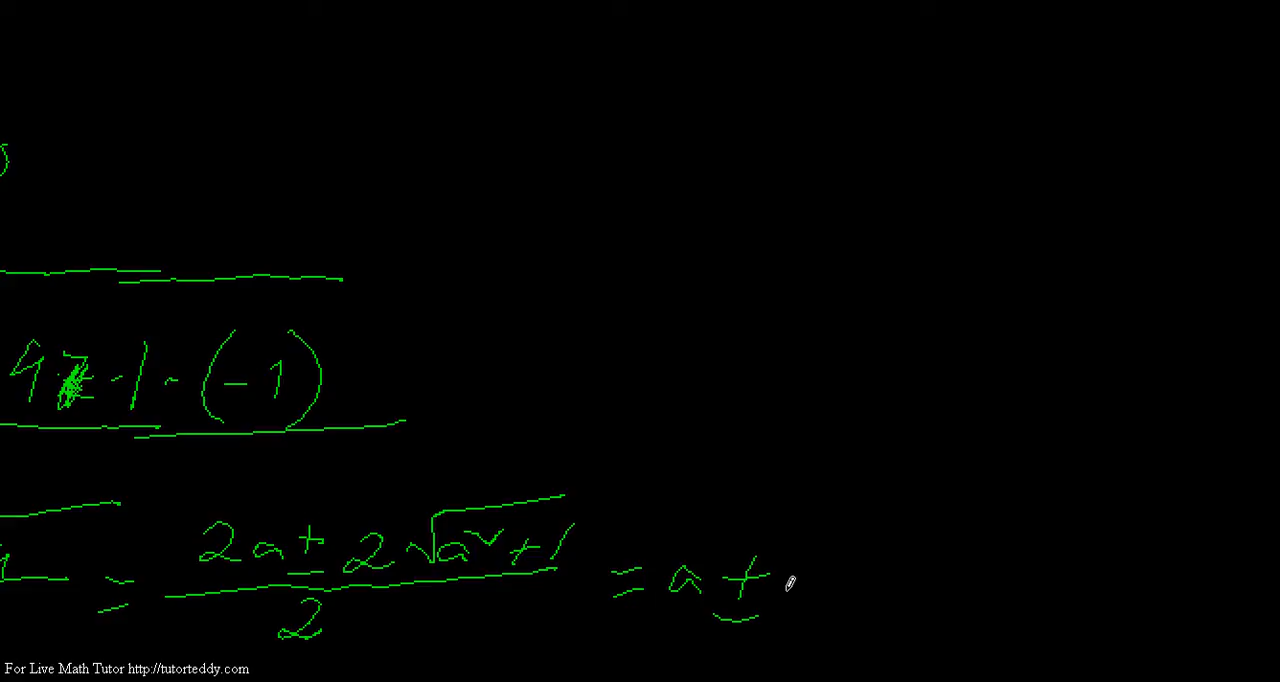 4 · 1 · (-1)
= 2a ± 2√(a² + 1) / 2 = a ±
For Live Math Tutor http://tutorteddy.com